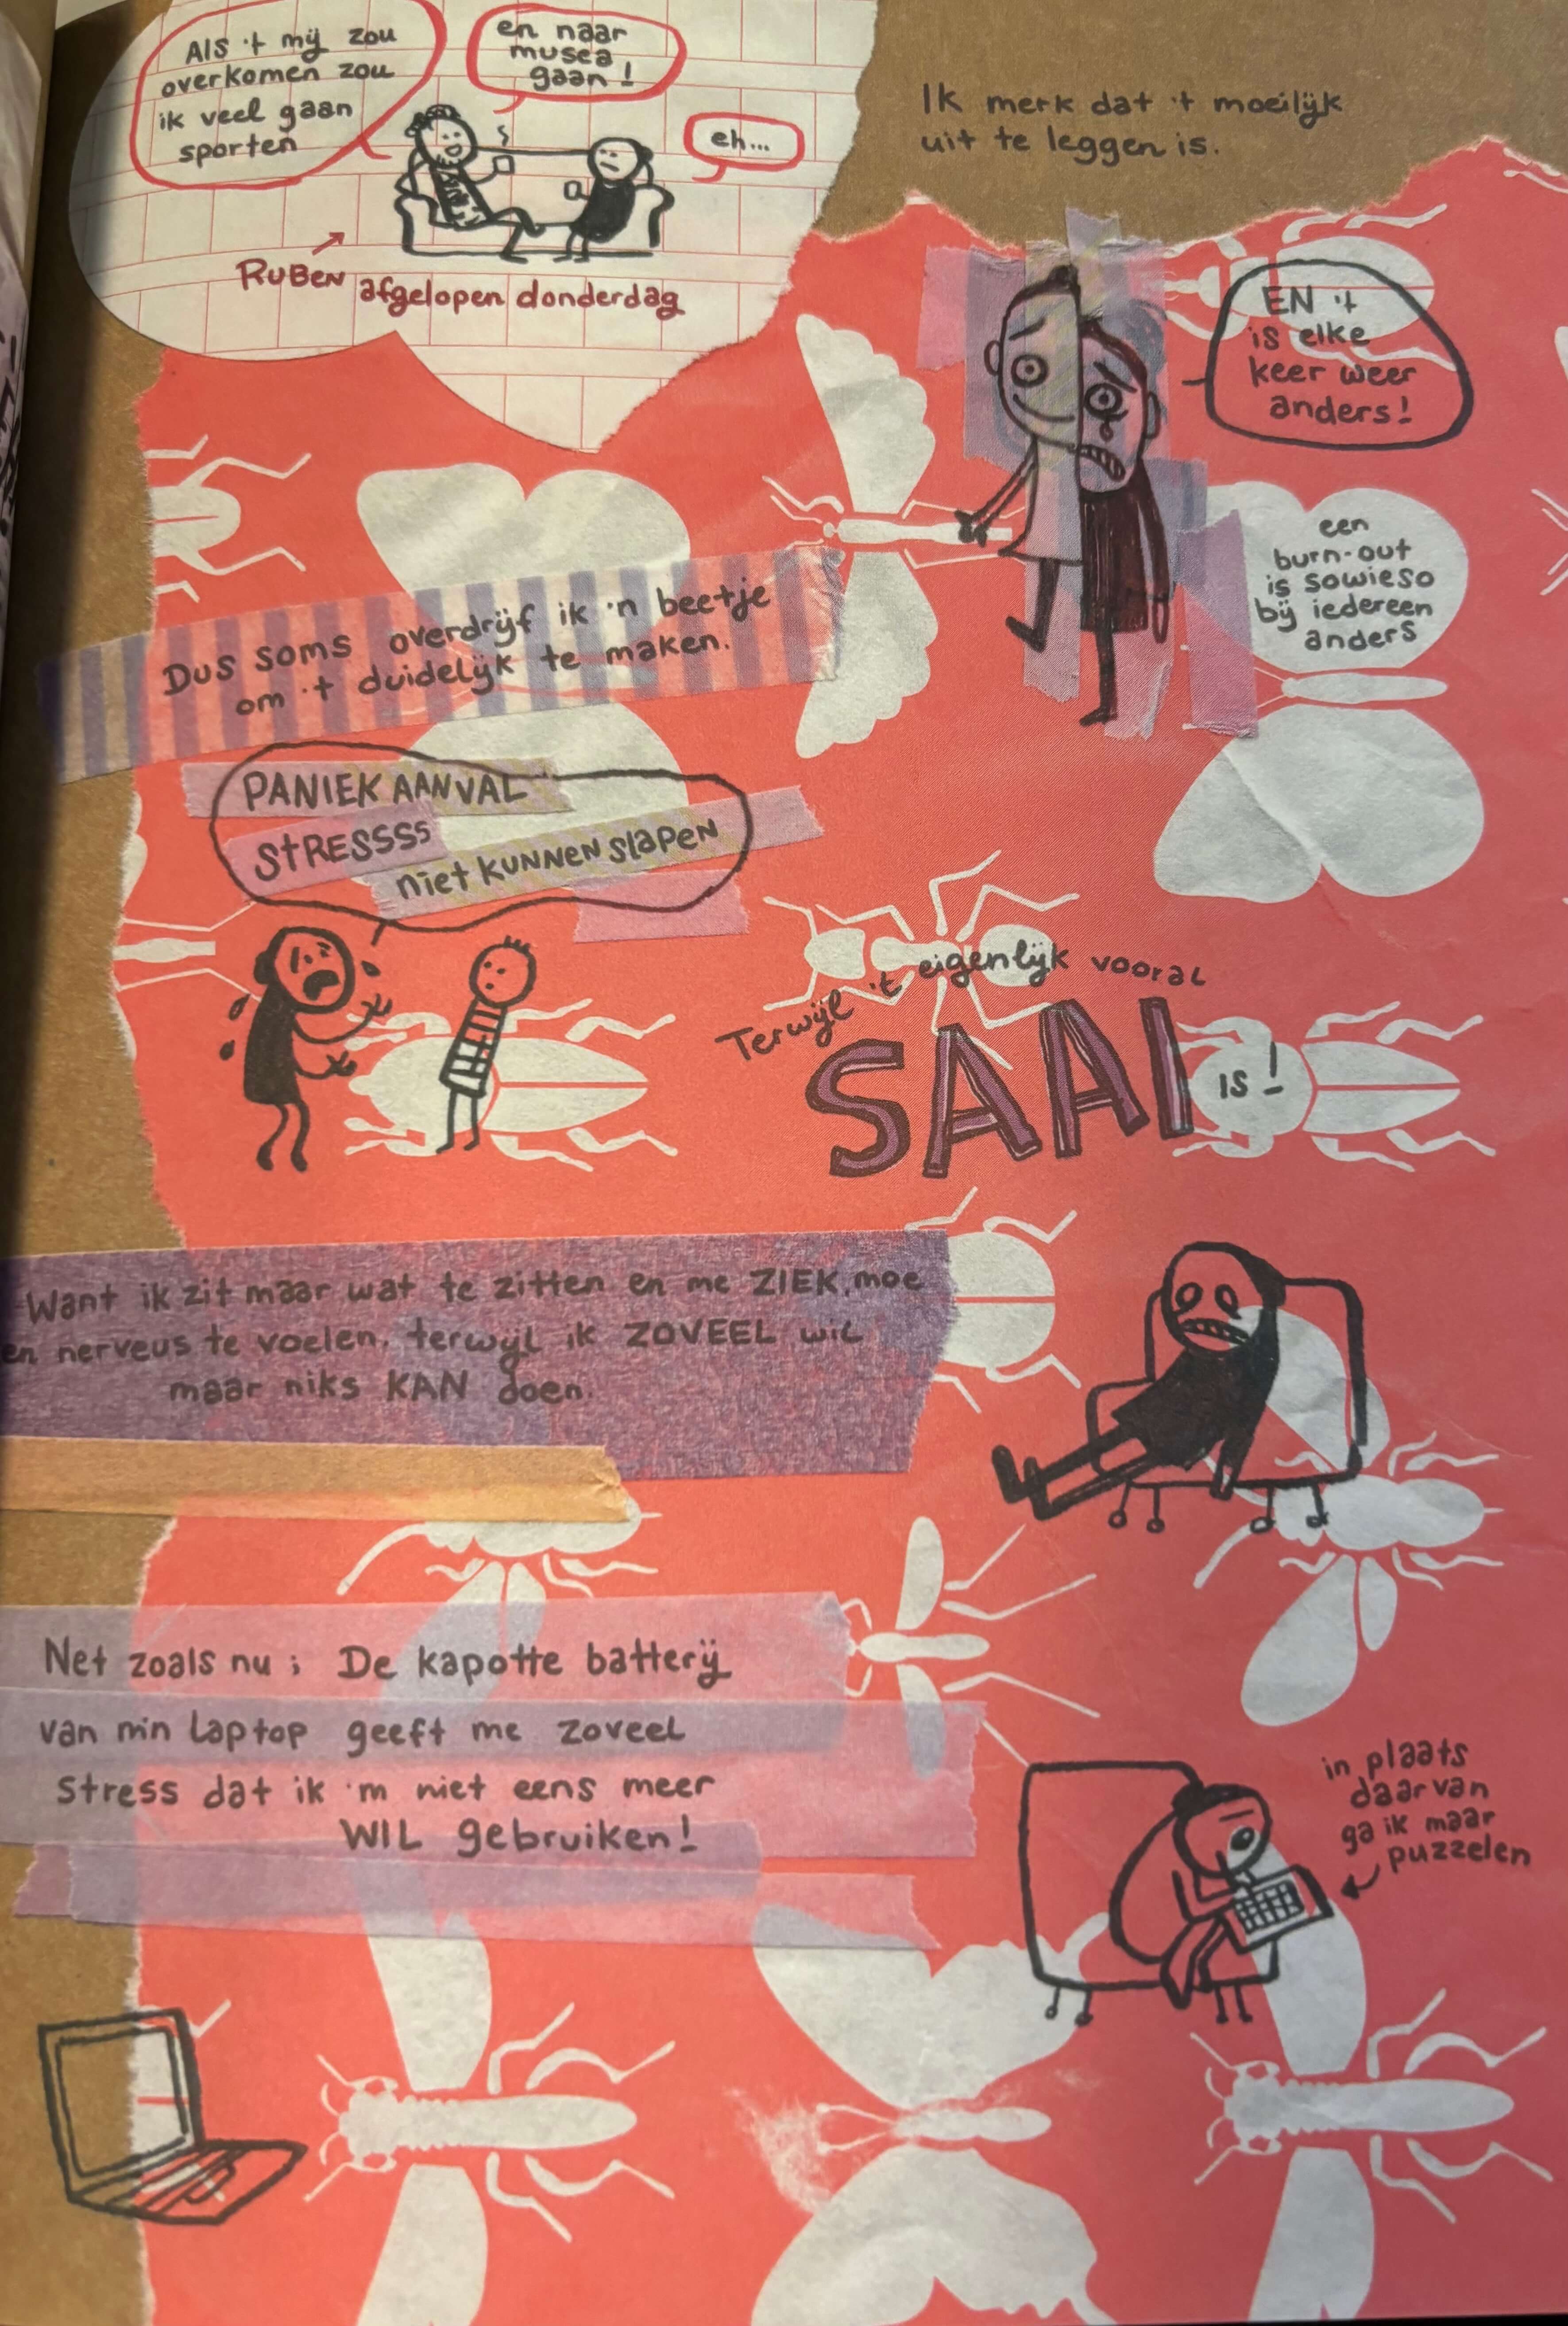 Als 't mij zou
overkomen zou
ik veel gaan
sporten
en naar
musea
gaan!
eh...
RUBEN afgelopen donderdag
Ik merk dat 't moeilijk
uit te leggen is.
EN 't
is elke
keer weer
anders!
een
burn-out
is sowieso
bij iedereen
anders
Dus soms overdrijf ik 'n beetje
om 't duidelijk te maken.
PANIEK AANVAL
STRESSSS
niet KUNNEN slapen
Terwijl 't eigenlijk vooral
SAAI
is!
Want ik zit maar wat te zitten en me ZIEK, moe
en nerveus te voelen. terwijl ik ZOVEEL wil
maar niks KAN doen.
Net zoals nu; De kapotte batterij
van mn laptop geeft me zoveel
stress dat ik 'm niet eens meer
WIL gebruiken!
in plaats
daar van
ga ik maar
puzzelen